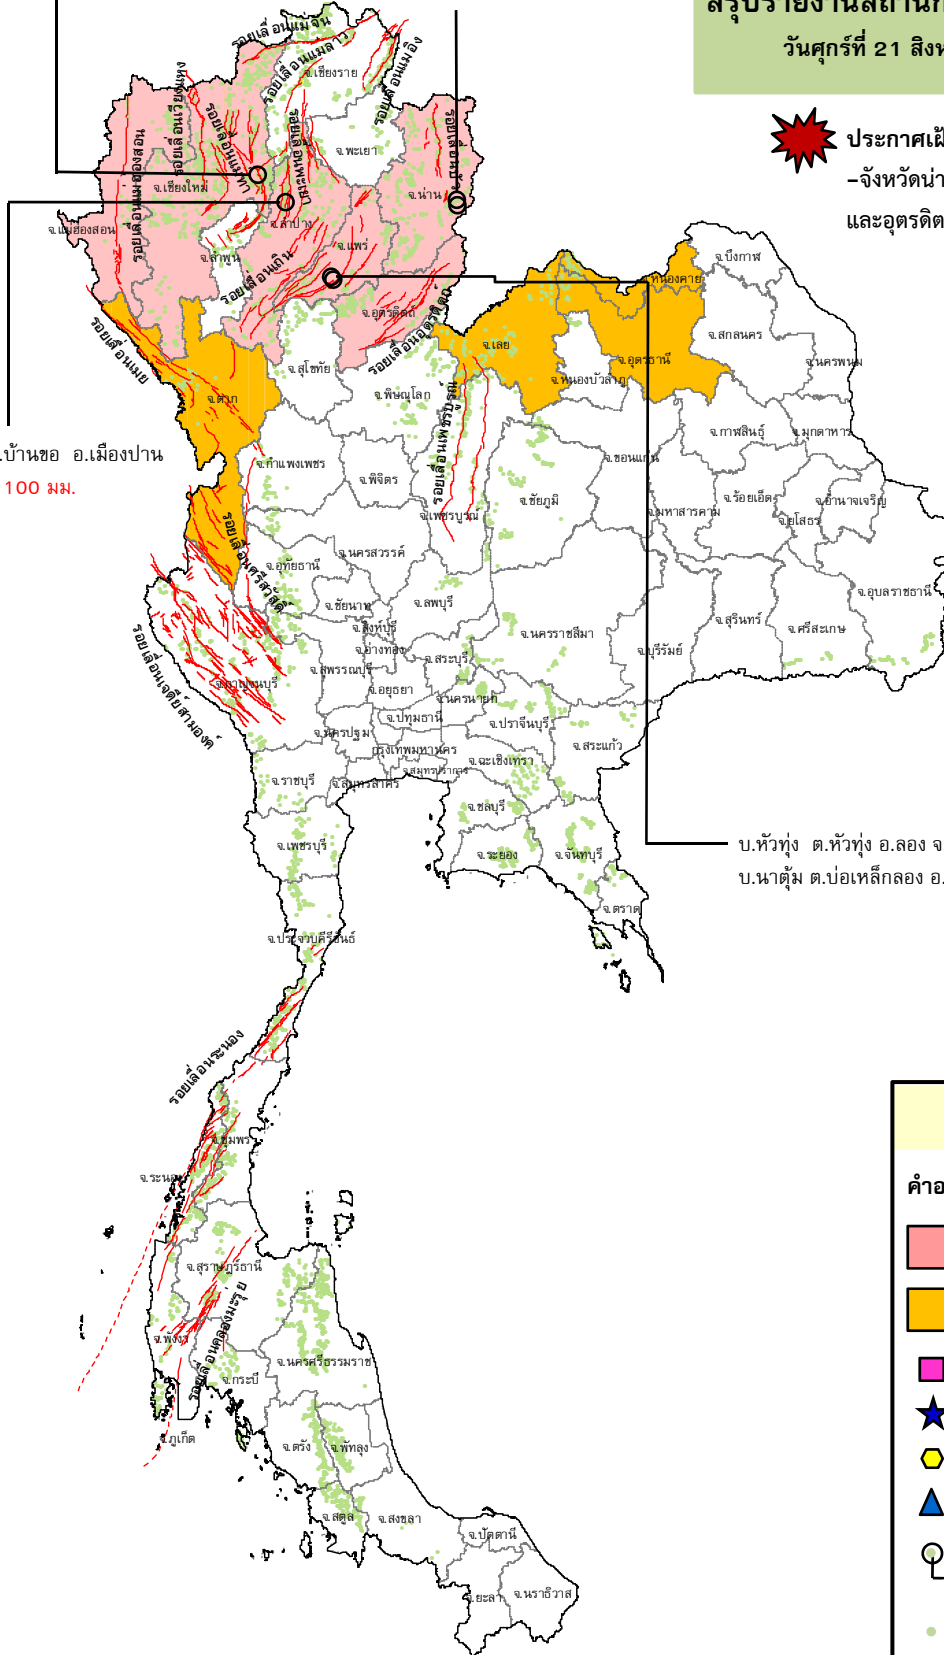 สรุปรายงานสถานก
วันศุกร์ที่ 21 สิงห
ประกาศเฝ้
-จังหวัดน่า
และอุตรดิต
รอยเลื่อนแม่จัน
รอยเลื่อนแม่ลาว
รอยเลื่อนแม่อิง
จ.เชียงราย
รอยเลื่อนเวียงแหง
รอยเลื่อนแม่ทา
รอยเลื่อนพะเยา
รอยเลื่อนแม่ฮ่องสอน
จ.พะเยา
จ.เชียงใหม่
จ.น่าน
จ.แม่ฮ่องสอน
จ.ลำปาง
จ.แพร่
จ.ลำพูน
รอยเลื่อนเถิน
จ.บึงกาฬ
จ.หนองคาย
จ.อุตรดิตถ์
รอยเลื่อนอุตรดิตถ์
รอยเลื่อนเมย
จ.เลย
จ.สกลนคร
จ.อุดรธานี
จ.นครพนม
จ.สุโขทัย
จ.หนองบัวลำภู
จ.ตาก
จ.พิษณุโลก
รอยเลื่อนเพชรบูรณ์
จ.กาฬสินธุ์
จ.มุกดาหาร
.บ้านขอ อ.เมืองปาน
100 มม.
จ.กำแพงเพชร
จ.พิจิตร
จ.ขอนแก่น
จ.ชัยภูมิ
จ.ร้อยเอ็ด
จ.อำนาจเจริญ
จ.เพชรบูรณ์
จ.มหาสารคาม
จ.ยโสธร
รอยเลื่อนศรีสวัสดิ์
จ.นครสวรรค์
จ.อุทัยธานี
จ.อุบลราชธานี
จ.ชัยนาท
จ.ลพบุรี
จ.สิงห์บุรี
จ.นครราชสีมา
จ.สุรินทร์
จ.ศรีสะเกษ
จ.อ่างทอง
จ.บุรีรัมย์
จ.สุพรรณบุรี
จ.สระบุรี
รอยเลื่อนเจดีย์สามองค์
จ.กาญจนบุรี
จ.อยุธยา
จ.นครนายก
จ.ปทุมธานี
จ.ปราจีนบุรี
จ.นครปฐม
กรุงเทพมหานคร
จ.สระแก้ว
จ.ฉะเชิงเทรา
จ.สมุทรปราการ
จ.ราชบุรี
จ.สมุทรสาคร
จ.ชลบุรี
จ.เพชรบุรี
จ.ระยอง
จ.จันทบุรี
บ.หัวทุ่ง ต.หัวทุ่ง อ.ลอง จ
บ.นาตุ้ม ต.บ่อเหล็กลอง อ.
จ.ตราด
จ.ประจวบคีรีขันธ์
รอยเลื่อนระนอง
จ.ชุมพร
จ.ระนอง
คำอ
จ.สุราษฎร์ธานี
รอยเลื่อนคลองมะรุ่ย
จ.พังงา
จ.นครศรีธรรมราช
จ.กระบี่
จ.ภูเก็ต
จ.ตรัง
จ.พัทลุง
จ.สตูล
จ.สงขลา
จ.ปัตตานี
จ.ยะลา
จ.นราธิวาส